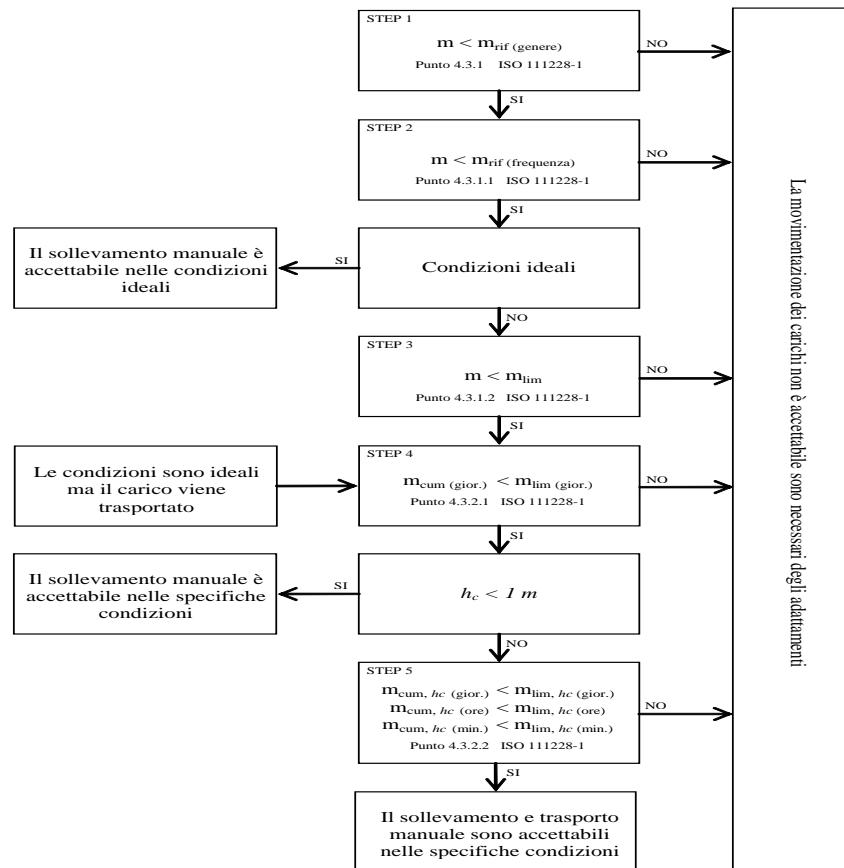 STEP 1
m < mrif (genere)
Punto 4.3.1 ISO 111228-1
NO
SI
STEP 2
m < mrif (frequenza)
Punto 4.3.1.1 ISO 111228-1
NO
SI
Il sollevamento manuale è
accettabile nelle condizioni
ideali
SI
Condizioni ideali
NO
STEP 3
m < mlim
Punto 4.3.1.2 ISO 111228-1
NO
SI
Le condizioni sono ideali
ma il carico viene
trasportato
STEP 4
mcum (gior.) < mlim (gior.)
Punto 4.3.2.1 ISO 111228-1
NO
SI
Il sollevamento manuale è
accettabile nelle specifiche
condizioni
SI
hc < 1 m
NO
STEP 5
mcum, hc (gior.) < mlim, hc (gior.)
mcum, hc (ore) < mlim, hc (ore)
mcum, hc (min.) < mlim, hc (min.)
Punto 4.3.2.2 ISO 111228-1
NO
SI
Il sollevamento e trasporto
manuale sono accettabili
nelle specifiche condizioni
La movimentazione dei carichi non è accettabile sono necessari degli adattamenti